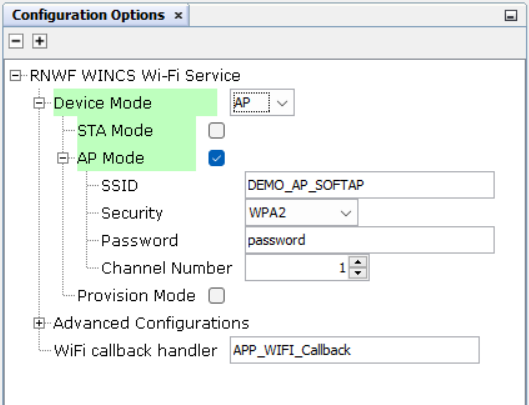 Configuration Options ×
RNWF WINCS Wi-Fi Service
Device Mode AP
STA Mode
AP Mode
SSID DEMO_AP_SOFTAP
Security WPA2
Password password
Channel Number 1
Provision Mode
Advanced Configurations
WiFi callback handler APP_WIFI_Callback